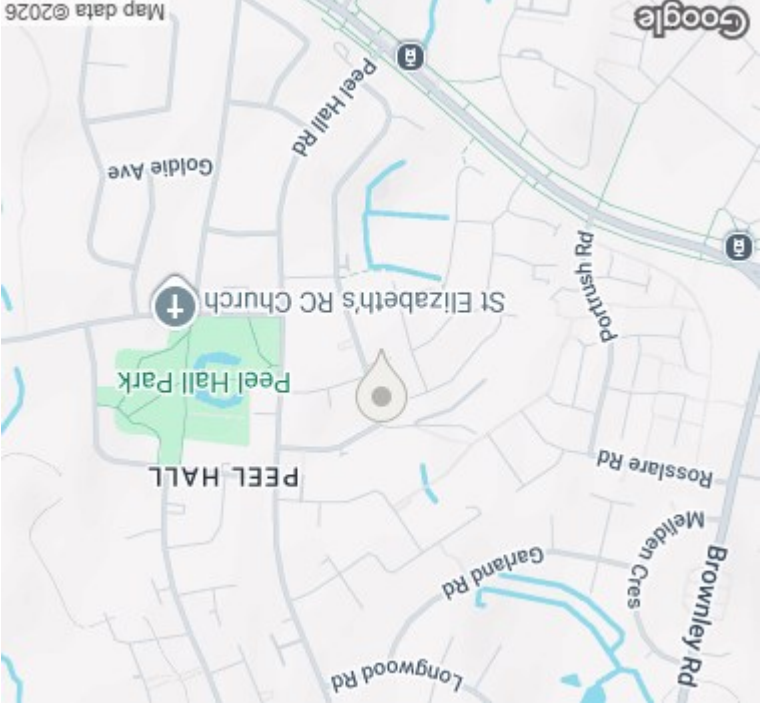 Longwood Rd
Garland Rd
Meliden Cres
Brownley Rd
Rosslare Rd
PEEL HALL
Peel Hall Park
St Elizabeth's RC Church
Portrush Rd
Goldie Ave
Peel Hall Rd
Google
Map data ©2026